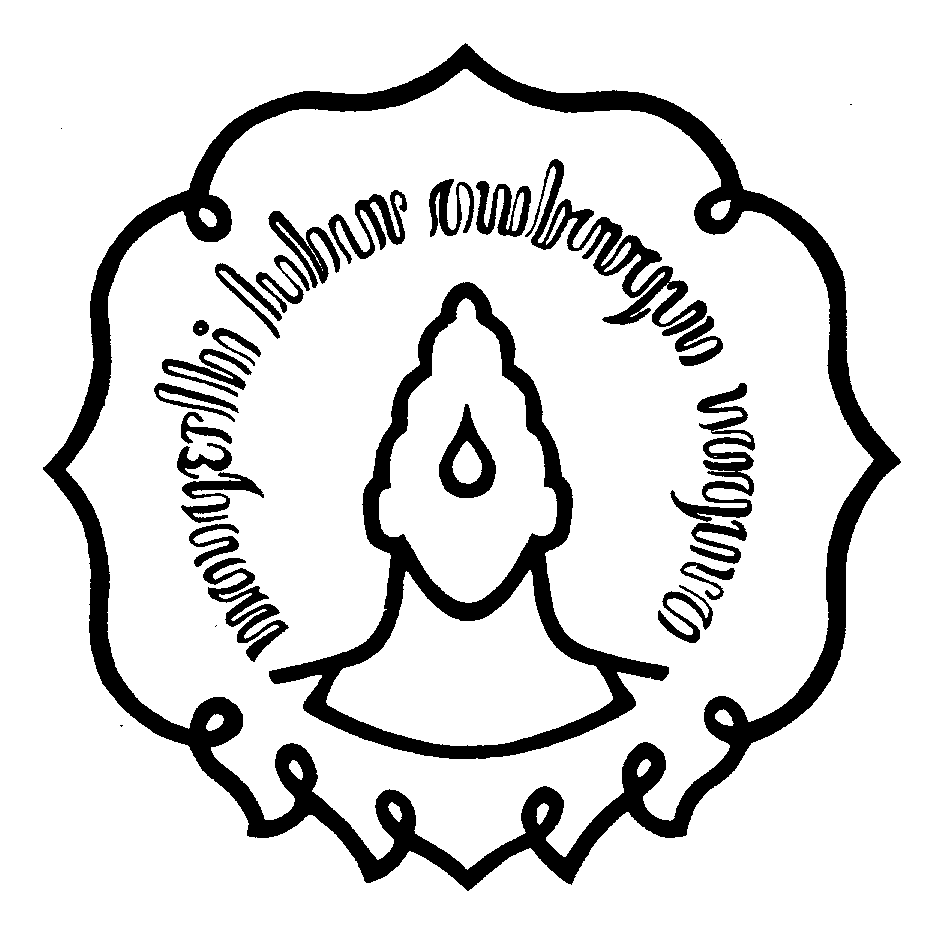 ꦩꦔꦺꦱ꧀ꦛꦶ ꦭꦸꦲꦸꦂ ꦲꦩ꧀ꦧꦔꦸꦤ꧀ ꦤꦒꦫ